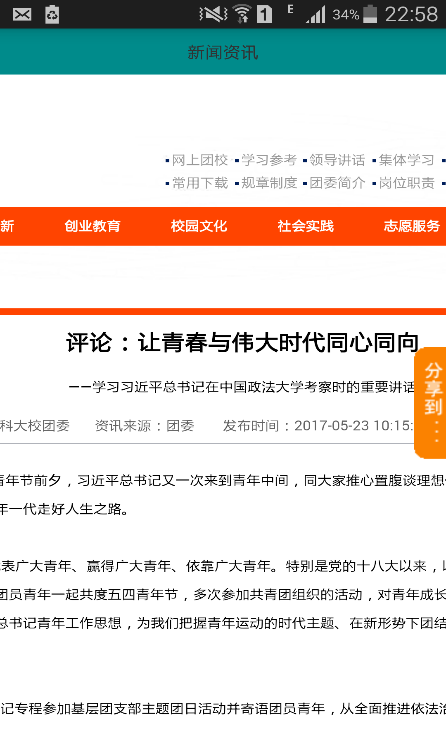 1 E 34% 22:58
新闻资讯
网上团校 学习参考 领导讲话 集体学习
常用下载 规章制度 团委简介 岗位职责
新 创业教育 校园文化 社会实践 志愿服务
评论：让青春与伟大时代同心同向
——学习习近平总书记在中国政法大学考察时的重要讲话
分享到...
科大校团委 资讯来源：团委 发布时间：2017-05-23 10:15:
青年节前夕，习近平总书记又一次来到青年中间，同大家推心置腹谈理想
年一代走好人生之路。
表广大青年、赢得广大青年、依靠广大青年。特别是党的十八大以来，以
团员青年一起共度五四青年节，多次参加共青团组织的活动，对青年成长
总书记青年工作思想，为我们把握青年运动的时代主题、在新形势下团结
记专程参加基层团支部主题团日活动并寄语团员青年，从全面推进依法治